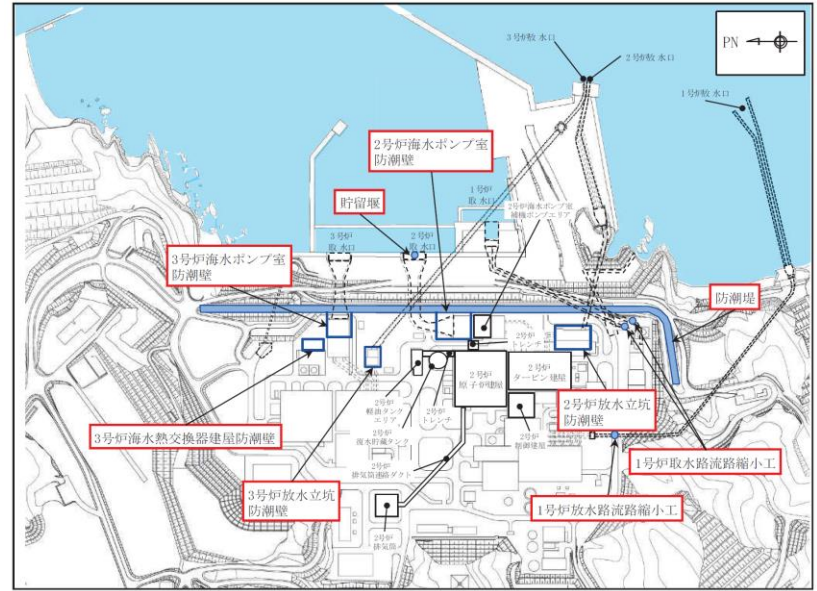 3号炉放水口
2号炉放水口
PN
1号炉放水口
2号炉海水ポンプ室
防潮壁
貯留堰
1号炉
取水口
2号炉海水ポンプ室
補機ポンプエリア
3号炉海水ポンプ室
防潮壁
3号炉
取水口
2号炉
取水口
防潮堤
2号炉
トレンチ
2号炉
原子炉建屋
2号炉
タービン建屋
2号炉
軽油タンク
エリア
2号炉
トレンチ
2号炉放水立坑
防潮壁
3号炉海水熱交換器建屋防潮壁
2号炉
復水貯蔵タンク
2号炉
制御建屋
2号炉
排気筒連絡ダクト
1号炉取水路流路縮小工
3号炉放水立坑
防潮壁
1号炉放水路流路縮小工
2号炉
排気筒